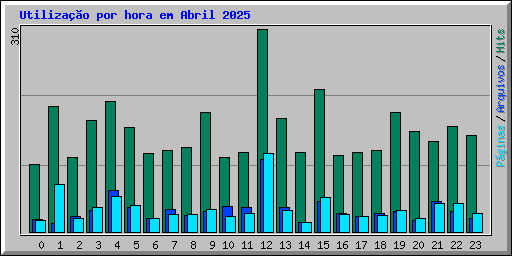 Utilização por hora em Abril 2025
310
Páginas / Arquivos / Hits
0 1 2 3 4 5 6 7 8 9 10 11 12 13 14 15 16 17 18 19 20 21 22 23